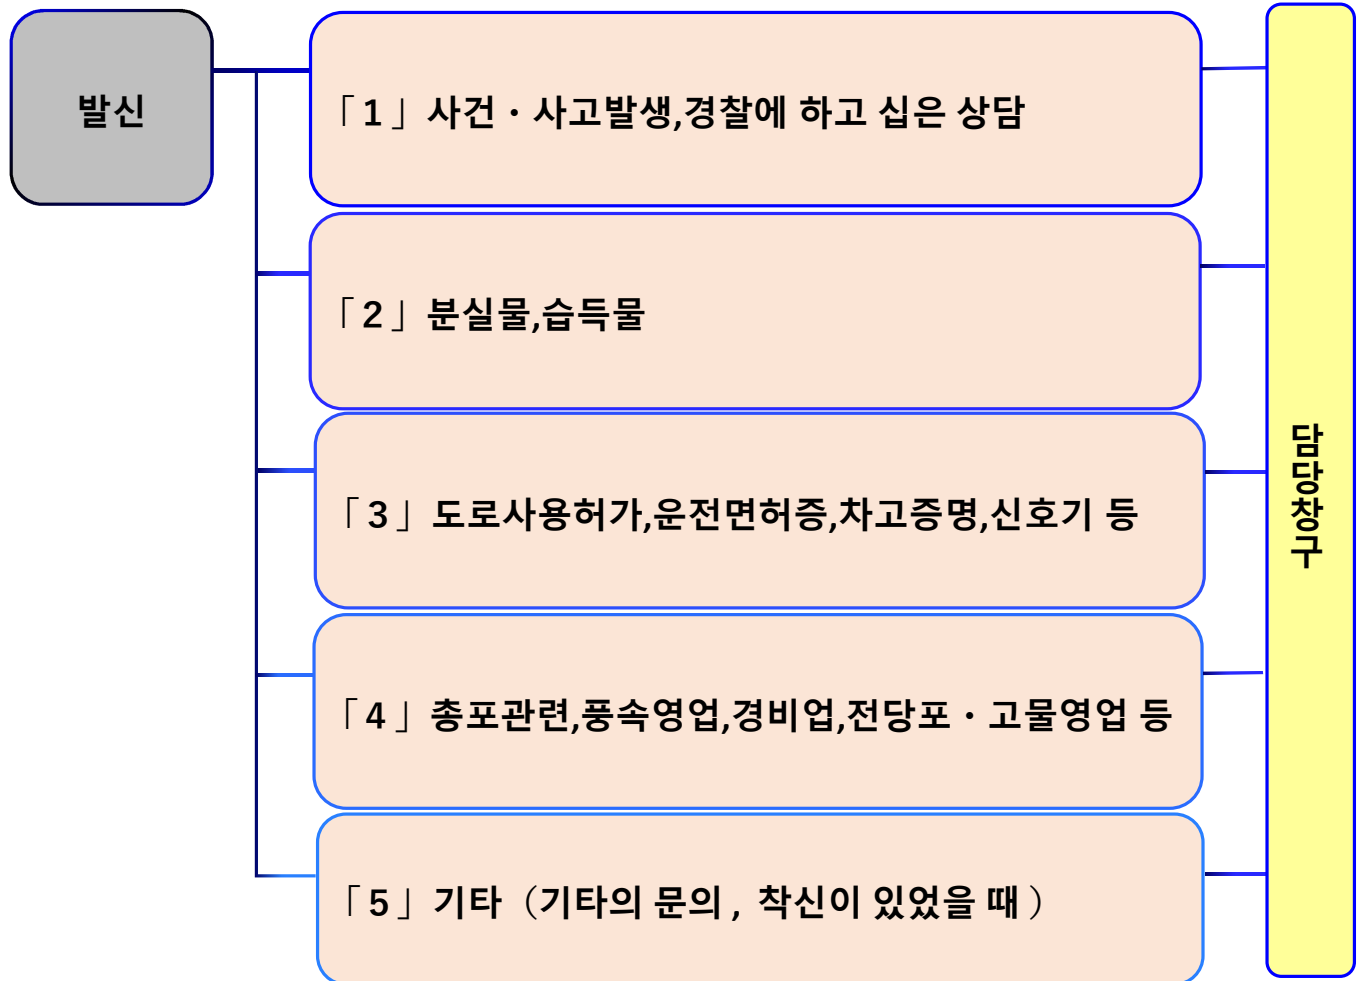 발신
「1」사건・사고발생,경찰에 하고 십은 상담
「2」분실물,습득물
「3」도로사용허가,운전면허증,차고증명,신호기 등
「4」총포관련,풍속영업,경비업,전당포・고물영업 등
「5」기타（기타의 문의, 착신이 있었을 때）
담당창구